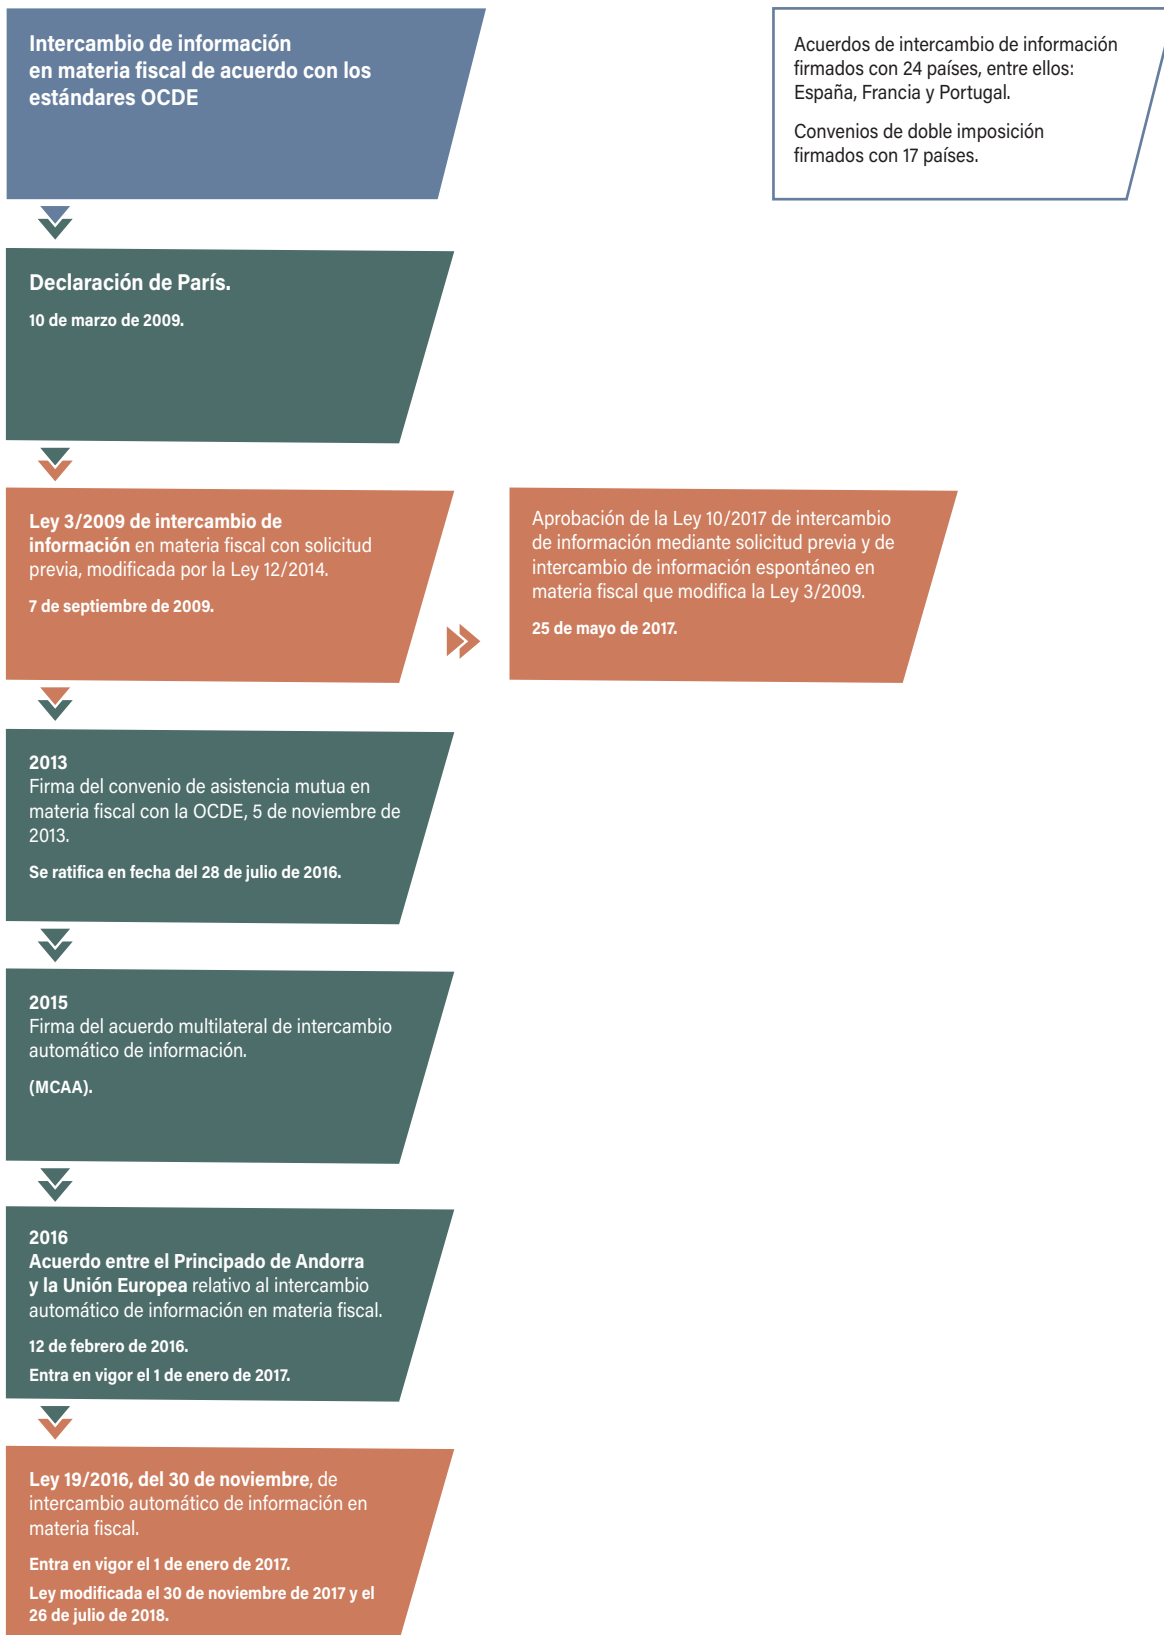 Intercambio de información
en materia fiscal de acuerdo con los
estándares OCDE
Acuerdos de intercambio de información
firmados con 24 países, entre ellos:
España, Francia y Portugal.
Convenios de doble imposición
firmados con 17 países.
Declaración de París.
10 de marzo de 2009.
Ley 3/2009 de intercambio de
información en materia fiscal con solicitud
previa, modificada por la Ley 12/2014.
7 de septiembre de 2009.
Aprobación de la Ley 10/2017 de intercambio
de información mediante solicitud previa y de
intercambio de información espontáneo en
materia fiscal que modifica la Ley 3/2009.
25 de mayo de 2017.
2013
Firma del convenio de asistencia mutua en
materia fiscal con la OCDE, 5 de noviembre de
2013.
Se ratifica en fecha del 28 de julio de 2016.
2015
Firma del acuerdo multilateral de intercambio
automático de información.
(MCAA).
2016
Acuerdo entre el Principado de Andorra
y la Unión Europea relativo al intercambio
automático de información en materia fiscal.
12 de febrero de 2016.
Entra en vigor el 1 de enero de 2017.
Ley 19/2016, del 30 de noviembre, de
intercambio automático de información en
materia fiscal.
Entra en vigor el 1 de enero de 2017.
Ley modificada el 30 de noviembre de 2017 y el
26 de julio de 2018.